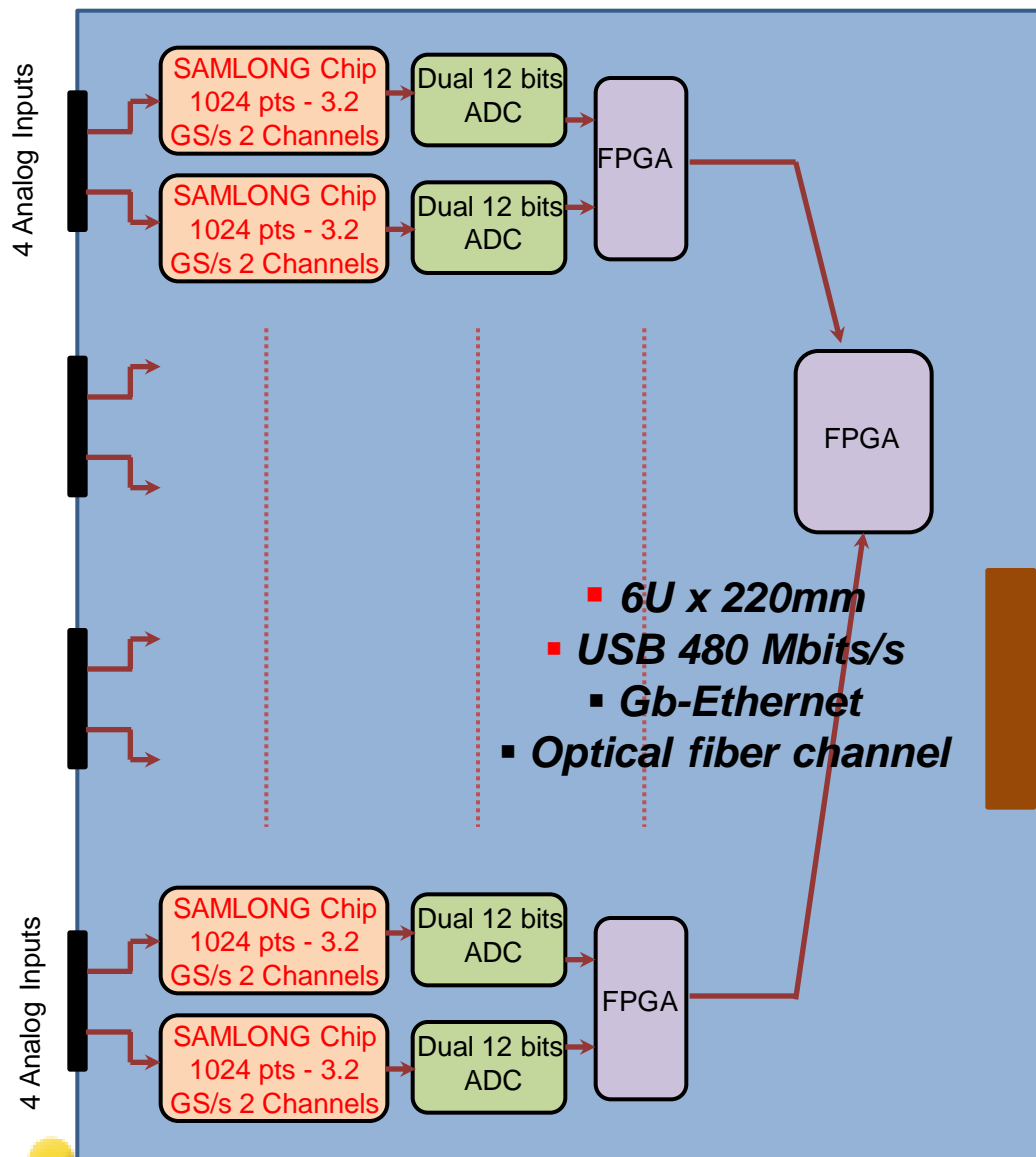 4 Analog Inputs
SAMLONG Chip
1024 pts - 3.2
GS/s 2 Channels
Dual 12 bits
ADC
FPGA
SAMLONG Chip
1024 pts - 3.2
GS/s 2 Channels
Dual 12 bits
ADC
FPGA
▪ 6U x 220mm
▪ USB 480 Mbits/s
▪ Gb-Ethernet
▪ Optical fiber channel
4 Analog Inputs
SAMLONG Chip
1024 pts - 3.2
GS/s 2 Channels
Dual 12 bits
ADC
FPGA
SAMLONG Chip
1024 pts - 3.2
GS/s 2 Channels
Dual 12 bits
ADC